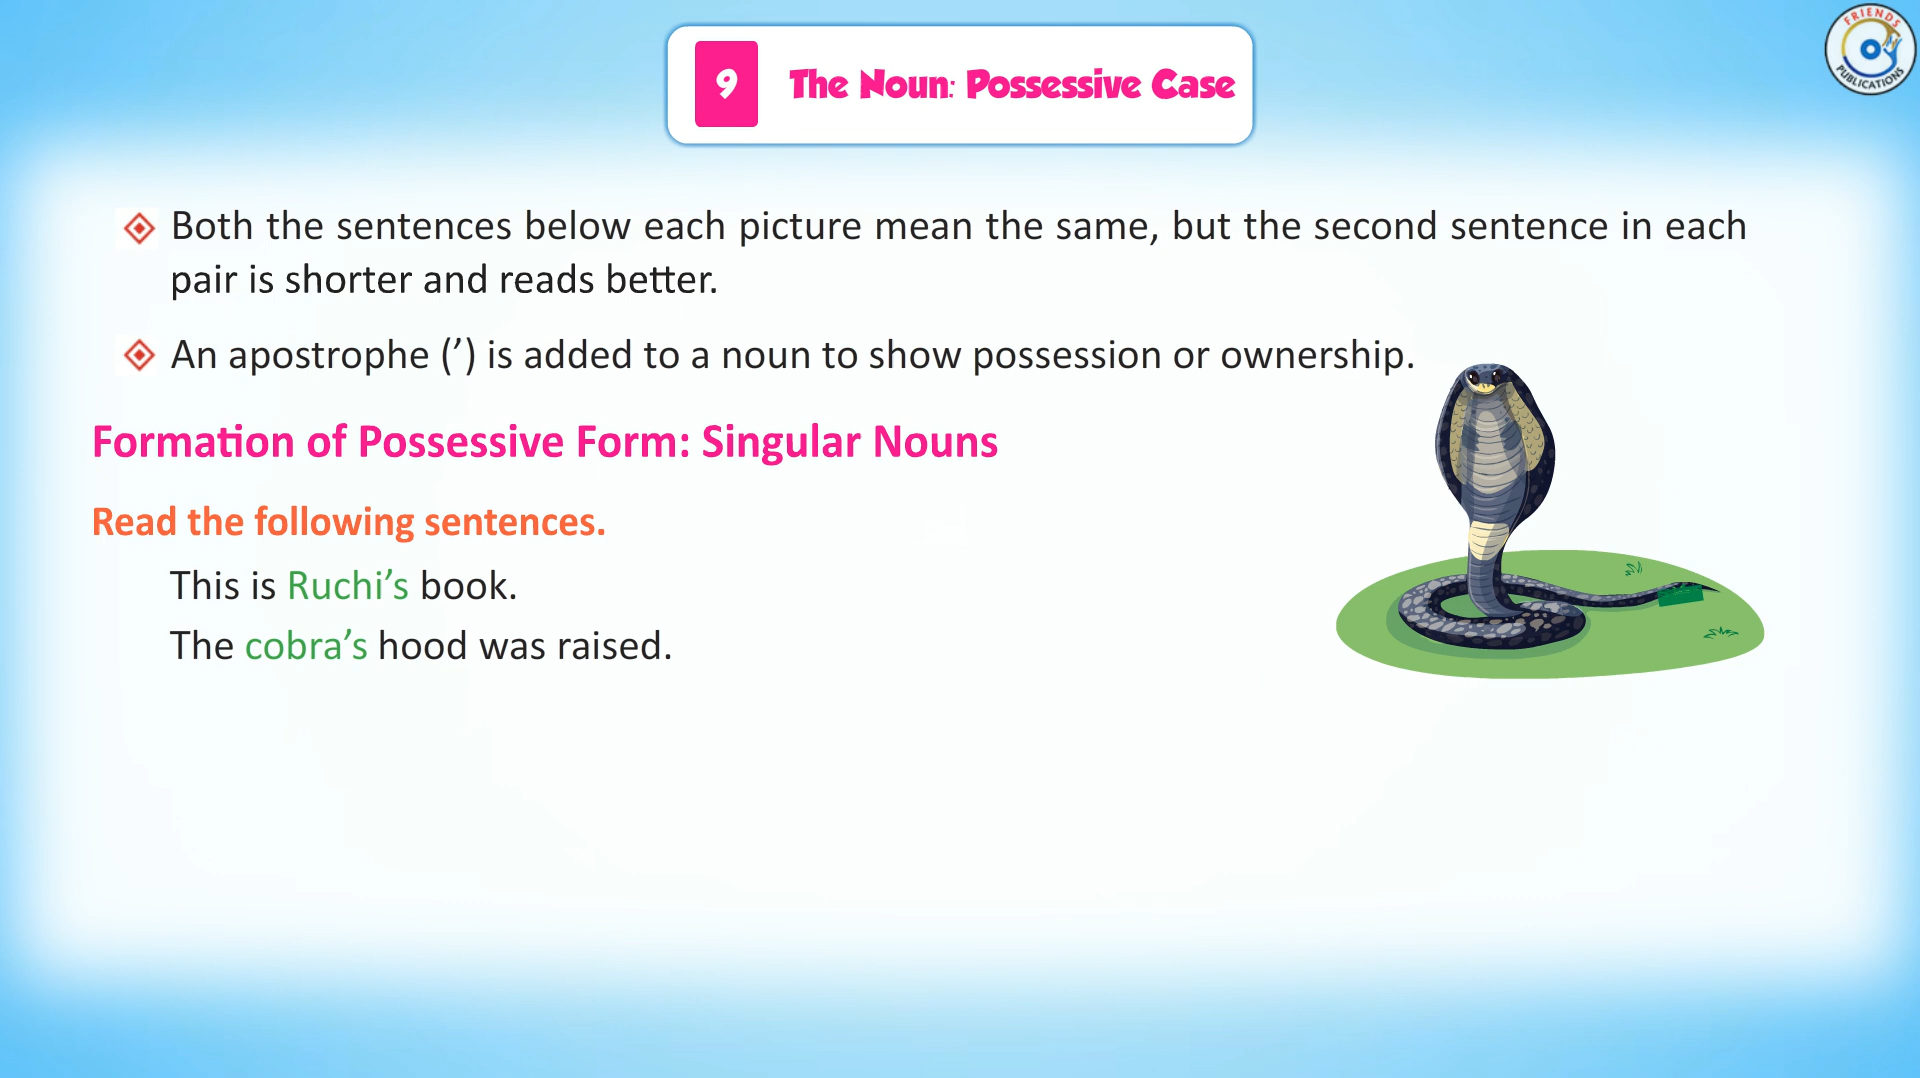 FRIENDS
PUBLICATIONS
9 The Noun: Possessive Case
Both the sentences below each picture mean the same, but the second sentence in each
pair is shorter and reads better.
An apostrophe (’) is added to a noun to show possession or ownership.
Formation of Possessive Form: Singular Nouns
Read the following sentences.
This is Ruchi’s book.
The cobra’s hood was raised.